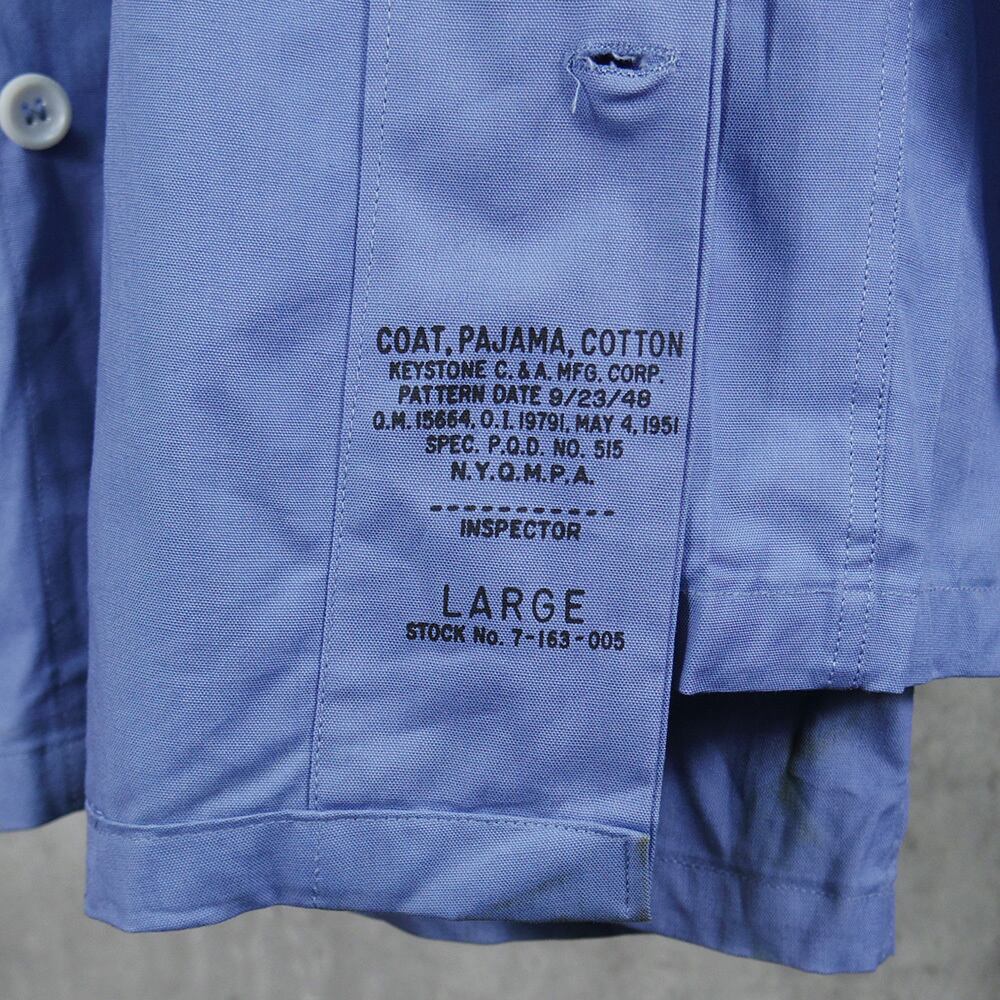 COAT, PAJAMA, COTTON
KEYSTONE C. & A. MFG. CORP.
PATTERN DATE 9/23/48
Q.M. 15664, O.I. 19791, MAY 4, 1951
SPEC. P.Q.D. NO. 515
N.Y.Q.M.P.A.
INSPECTOR
LARGE
STOCK No. 7-163-005